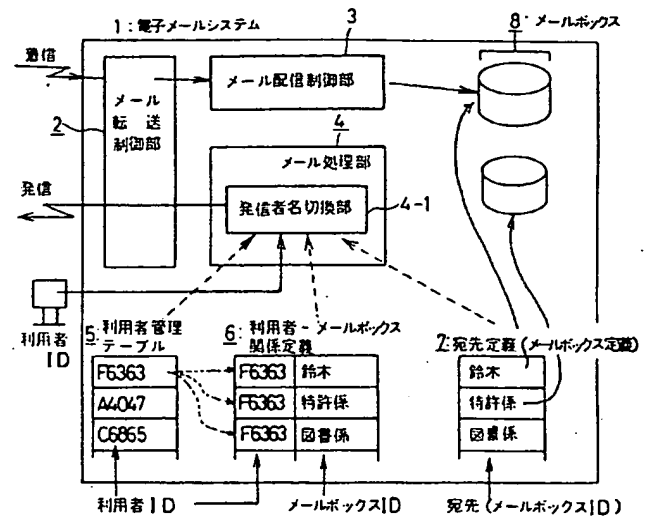 1:電子メールシステム
8:メールボックス
着信
3
メール配信制御部
2
メール
転送
制御部
4
メール処理部
発信者名切換部
4-1
発信
利用者
ID
5:利用者管理
テーブル
F6363
A4047
C6865
6:利用者-メールボックス
関係定義
F6363 鈴木
F6363 特許係
F6363 図書係
7:宛先定義(メールボックス定義)
鈴木
特許係
図書係
利用者ID
メールボックスID
宛先(メールボックスID)